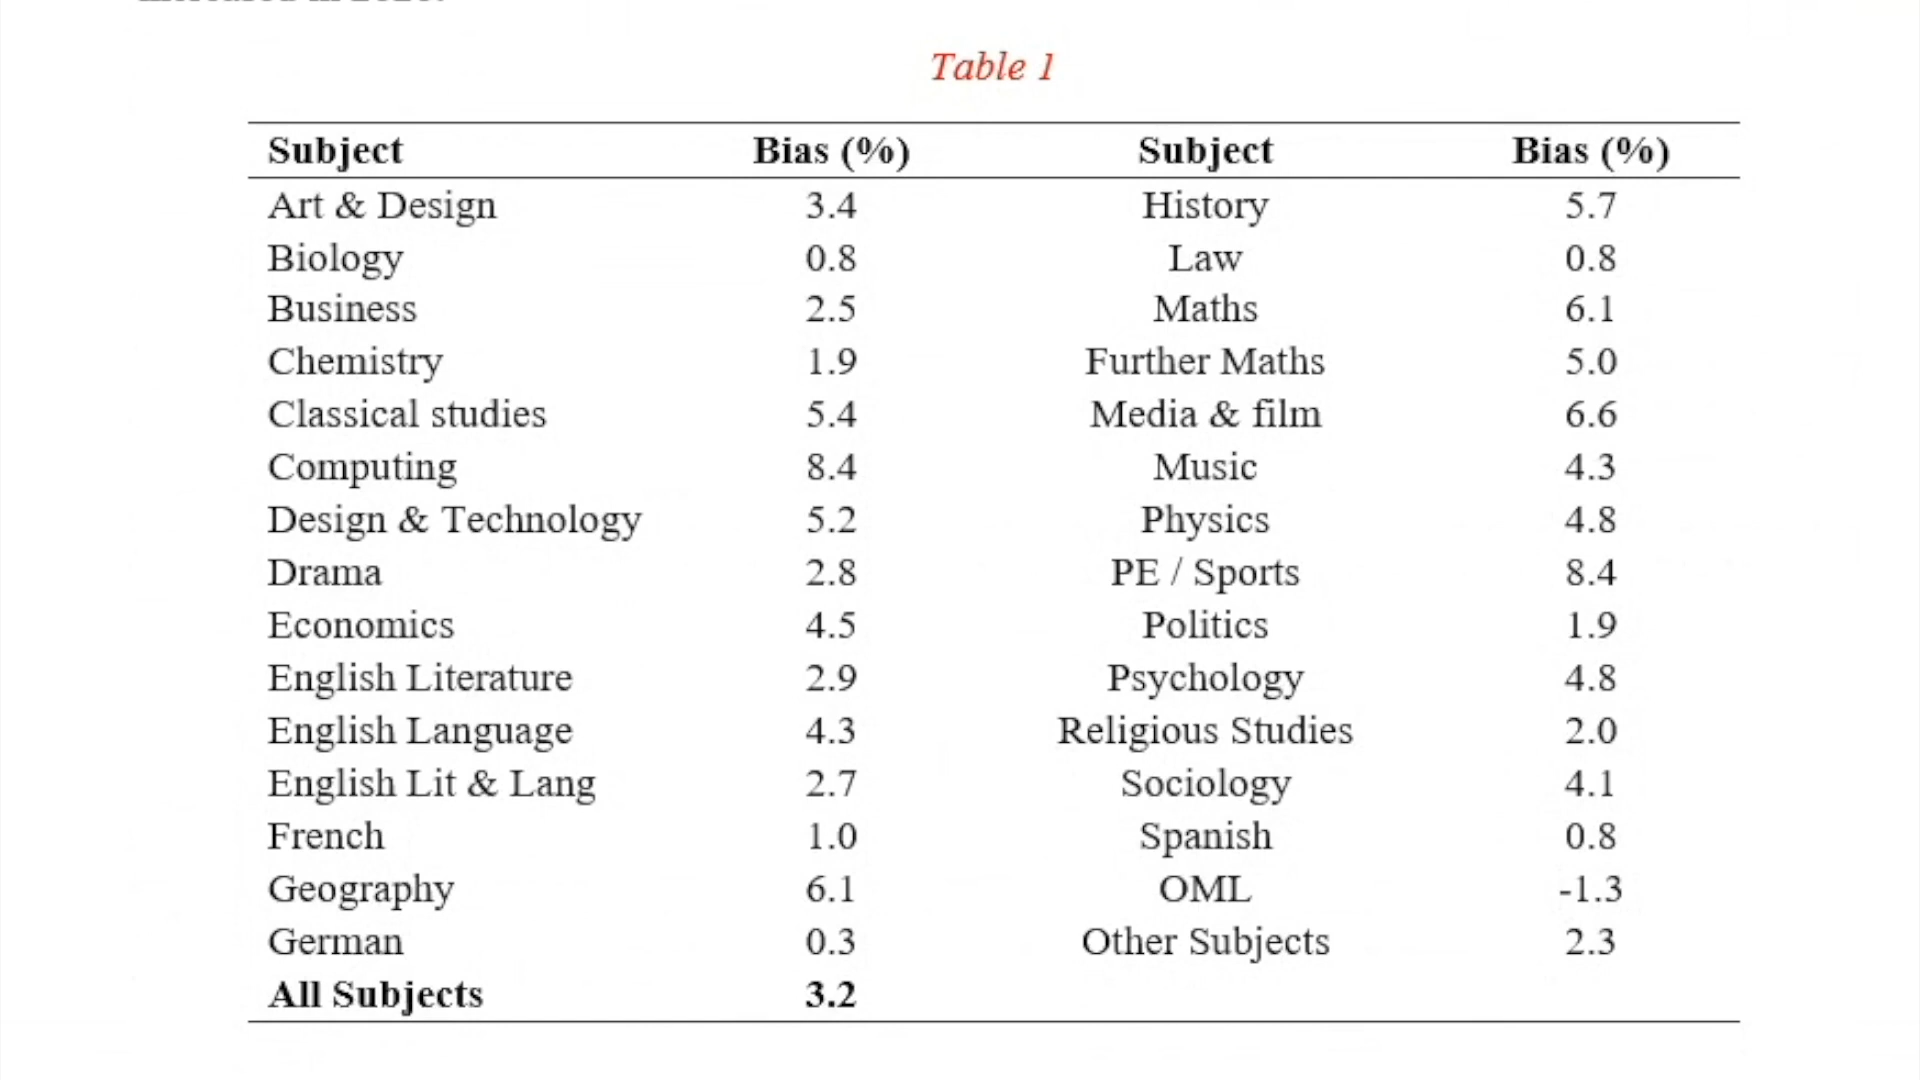 Table 1
Subject Bias (%) Subject Bias (%)
Art & Design 3.4 History 5.7
Biology 0.8 Law 0.8
Business 2.5 Maths 6.1
Chemistry 1.9 Further Maths 5.0
Classical studies 5.4 Media & film 6.6
Computing 8.4 Music 4.3
Design & Technology 5.2 Physics 4.8
Drama 2.8 PE / Sports 8.4
Economics 4.5 Politics 1.9
English Literature 2.9 Psychology 4.8
English Language 4.3 Religious Studies 2.0
English Lit & Lang 2.7 Sociology 4.1
French 1.0 Spanish 0.8
Geography 6.1 OML -1.3
German 0.3 Other Subjects 2.3
All Subjects 3.2